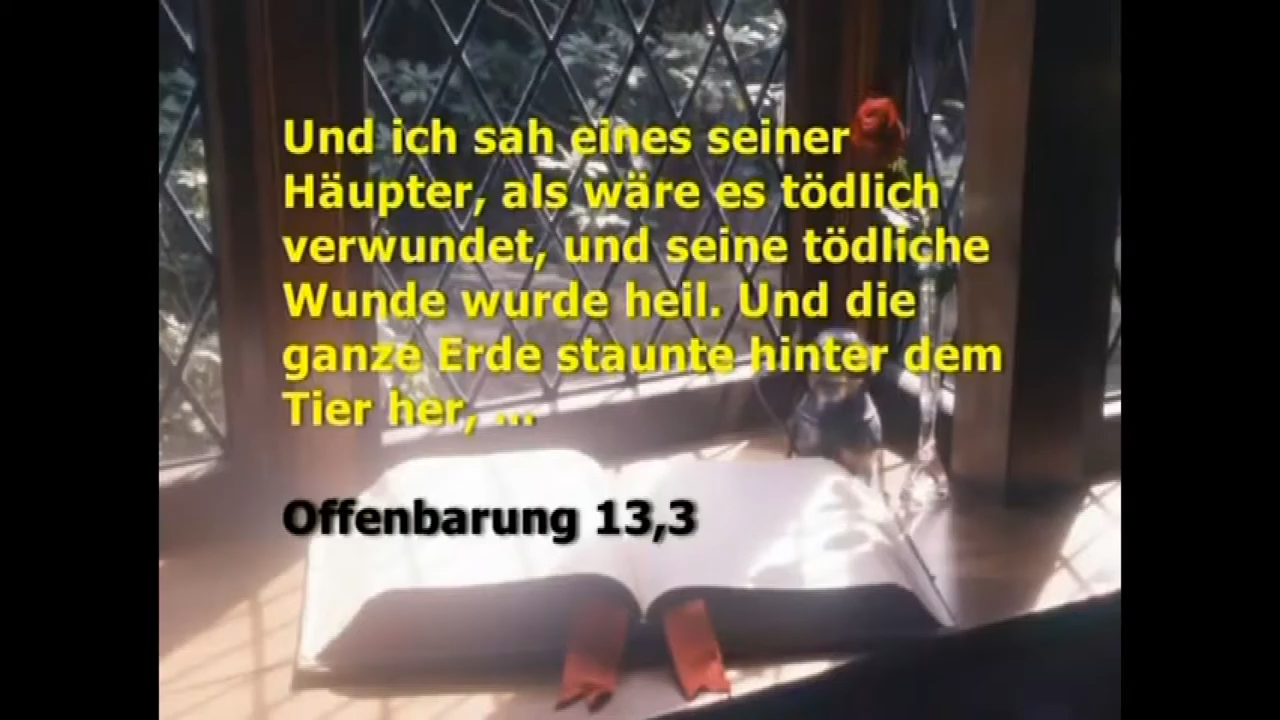 Und ich sah eines seiner
Häupter, als wäre es tödlich
verwundet, und seine tödliche
Wunde wurde heil. Und die
ganze Erde staunte hinter dem
Tier her, ...
Offenbarung 13,3